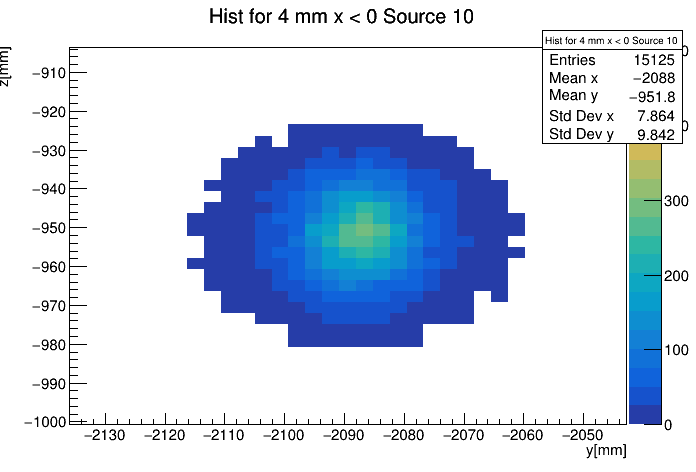 Hist for 4 mm x < 0 Source 10
Hist for 4 mm x < 0 Source 10
Entries 15125
Mean x −2088
Mean y −951.8
Std Dev x 7.864
Std Dev y 9.842
z[mm]
−910
−920
−930
−940
−950
−960
−970
−980
−990
−1000
−2130 −2120 −2110 −2100 −2090 −2080 −2070 −2060 −2050
y[mm]
300
200
100
0